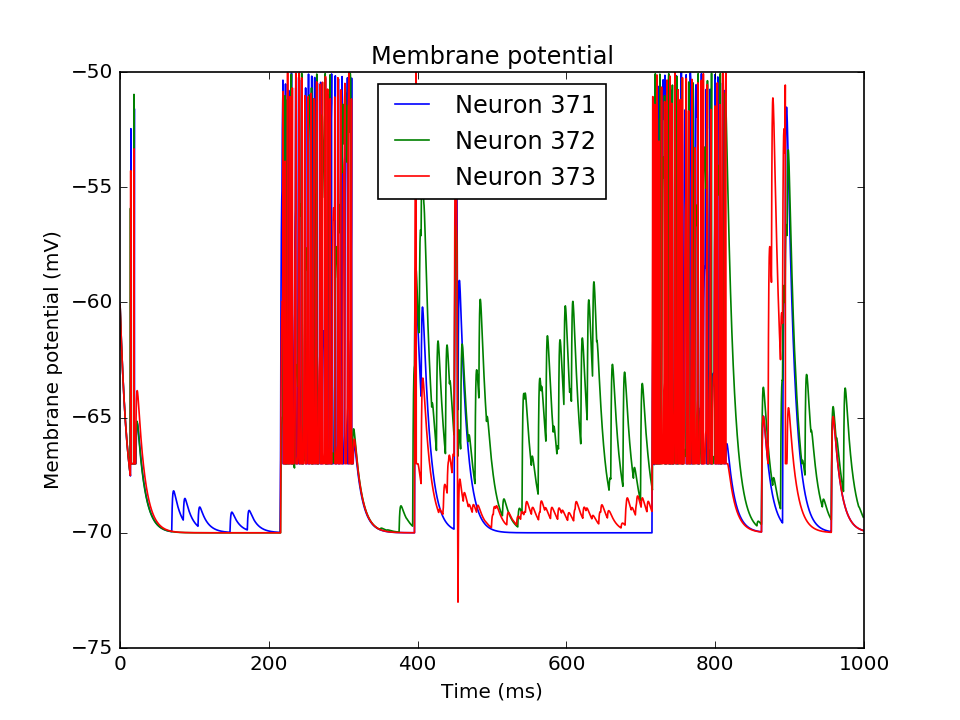 Membrane potential
Neuron 371
Neuron 372
Neuron 373
Membrane potential (mV)
−50
−55
−60
−65
−70
−75
0 200 400 600 800 1000
Time (ms)